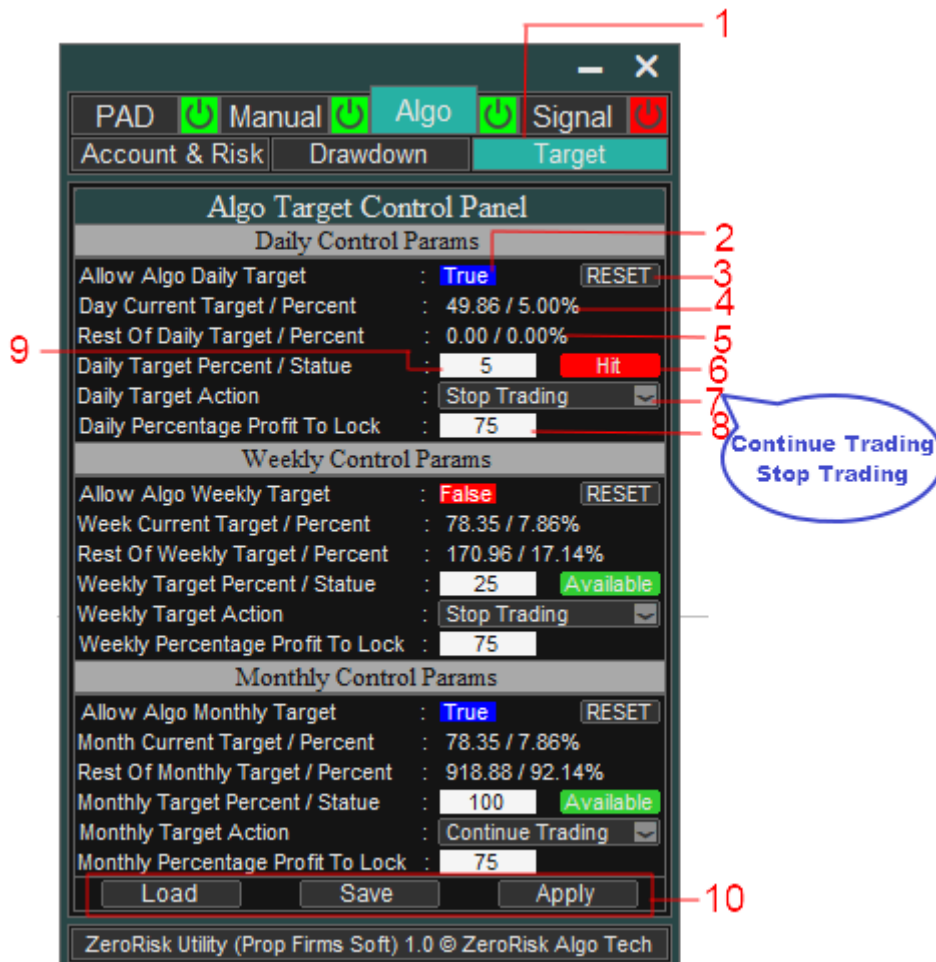 1
PAD Manual Algo Signal
Account & Risk Drawdown Target
Algo Target Control Panel
Daily Control Params
2
Allow Algo Daily Target : True RESET
3
Day Current Target / Percent : 49.86 / 5.00%
4
Rest Of Daily Target / Percent : 0.00 / 0.00%
5
9
Daily Target Percent / Statue : 5 Hit
6
Daily Target Action : Stop Trading
7
Daily Percentage Profit To Lock : 75
8
Continue Trading
Stop Trading
Weekly Control Params
Allow Algo Weekly Target : False RESET
Week Current Target / Percent : 78.35 / 7.86%
Rest Of Weekly Target / Percent : 170.96 / 17.14%
Weekly Target Percent / Statue : 25 Available
Weekly Target Action : Stop Trading
Weekly Percentage Profit To Lock : 75
Monthly Control Params
Allow Algo Monthly Target : True RESET
Month Current Target / Percent : 78.35 / 7.86%
Rest Of Monthly Target / Percent : 918.88 / 92.14%
Monthly Target Percent / Statue : 100 Available
Monthly Target Action : Continue Trading
Monthly Percentage Profit To Lock : 75
Load Save Apply
10
ZeroRisk Utility (Prop Firms Soft) 1.0 © ZeroRisk Algo Tech